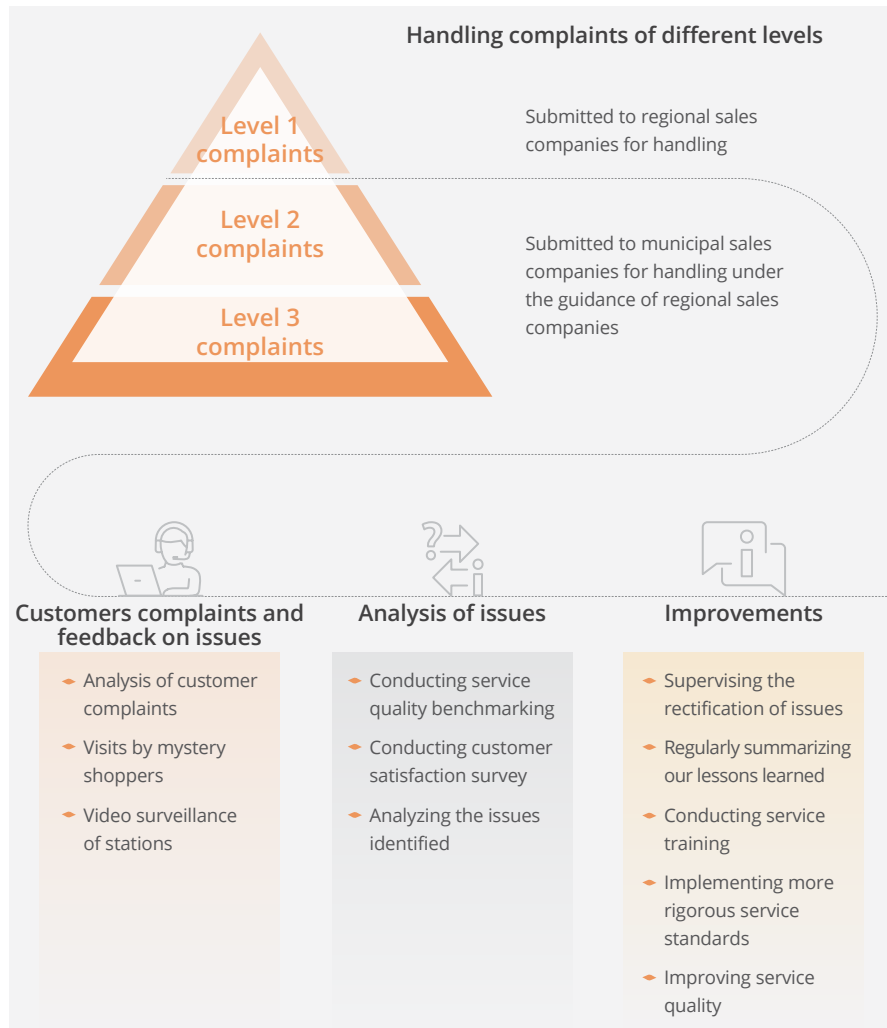 Handling complaints of different levels
Level 1
complaints
Submitted to regional sales
companies for handling
Level 2
complaints
Submitted to municipal sales
companies for handling under
the guidance of regional sales
companies
Level 3
complaints
Customers complaints and
feedback on issues
Analysis of customer
complaints
Visits by mystery
shoppers
Video surveillance
of stations
Analysis of issues
Conducting service
quality benchmarking
Conducting customer
satisfaction survey
Analyzing the issues
identified
Improvements
Supervising the
rectification of issues
Regularly summarizing
our lessons learned
Conducting service
training
Implementing more
rigorous service
standards
Improving service
quality